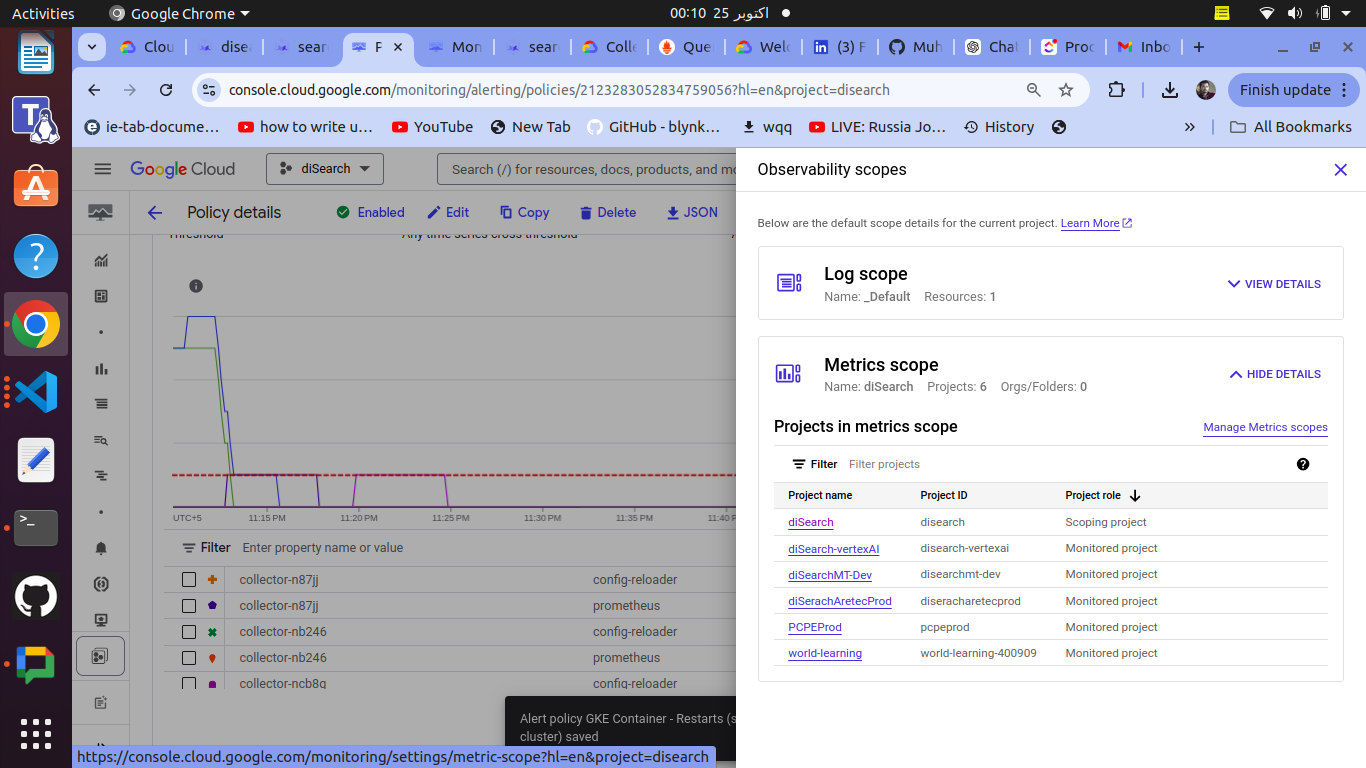 Activities
Google Chrome
00:10 25 اکتوبر
Clou
dise
sear
P
Mon
sear
Colle
Que
Welc
(3) F
Muh
Chat
Proc
Inbo
console.cloud.google.com/monitoring/alerting/policies/2123283052834759056?hl=en&project=disearch
Finish update
ie-tab-docume…
how to write u…
YouTube
New Tab
GitHub - blynk…
wqq
LIVE: Russia Jo…
History
All Bookmarks
Google Cloud
diSearch
Search (/) for resources, docs, products, and mo
Policy details
Enabled
Edit
Copy
Delete
JSON
Threshold
Any time series cross threshold
UTC+5
11:15 PM
11:20 PM
11:25 PM
11:30 PM
11:35 PM
11:40 P
Filter
Enter property name or value
collector-n87jj
config-reloader
collector-n87jj
prometheus
collector-nb246
config-reloader
collector-nb246
prometheus
collector-ncb8q
config-reloader
Alert policy GKE Container - Restarts (s
cluster) saved
https://console.cloud.google.com/monitoring/settings/metric-scope?hl=en&project=disearch
Observability scopes
Below are the default scope details for the current project. Learn More
Log scope
Name: _Default Resources: 1
VIEW DETAILS
Metrics scope
Name: diSearch Projects: 6 Orgs/Folders: 0
HIDE DETAILS
Projects in metrics scope
Manage Metrics scopes
Filter Filter projects
Project name Project ID Project role
diSearch disearch Scoping project
diSearch-vertexAI disearch-vertexai Monitored project
diSearchMT-Dev disearchmt-dev Monitored project
diSerachAretecProd diseracharetecprod Monitored project
PCPEProd pcpeprod Monitored project
world-learning world-learning-400909 Monitored project